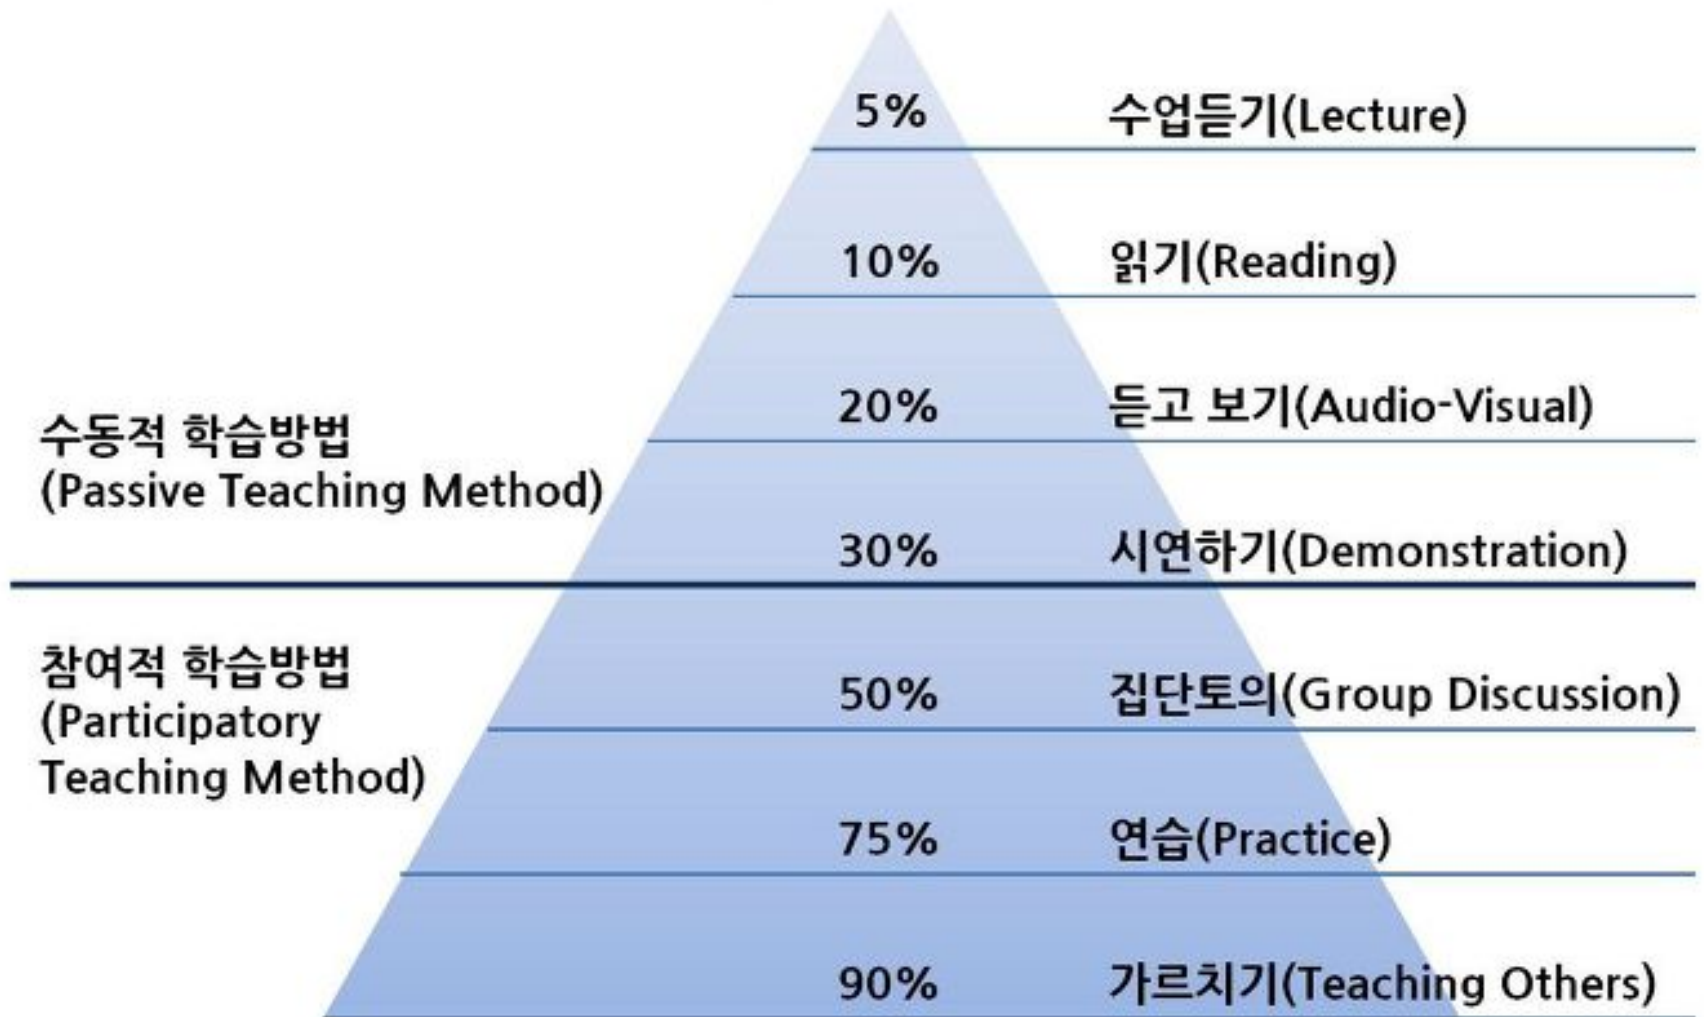 5% 수업듣기(Lecture)
10% 읽기(Reading)
20% 듣고 보기(Audio-Visual)
수동적 학습방법
(Passive Teaching Method)
30% 시연하기(Demonstration)
참여적 학습방법
(Participatory
Teaching Method)
50% 집단토의(Group Discussion)
75% 연습(Practice)
90% 가르치기(Teaching Others)